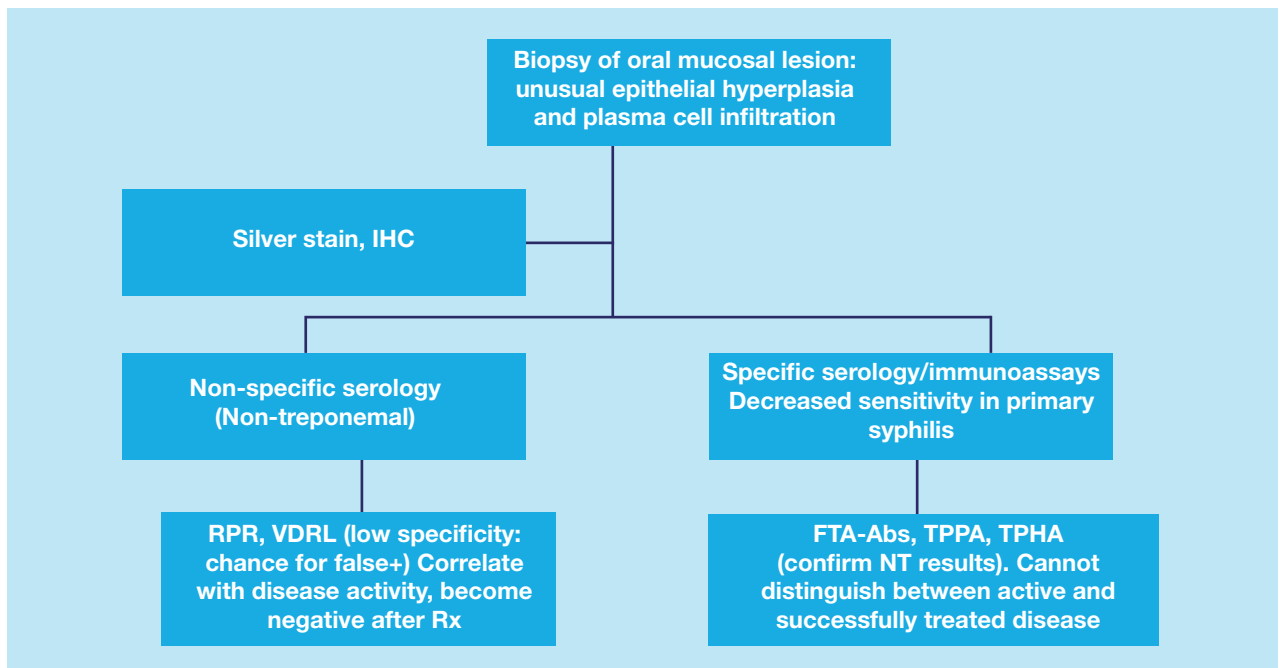 Biopsy of oral mucosal lesion:
unusual epithelial hyperplasia
and plasma cell infiltration
Silver stain, IHC
Non-specific serology
(Non-treponemal)
Specific serology/immunoassays
Decreased sensitivity in primary
syphilis
RPR, VDRL (low specificity:
chance for false+) Correlate
with disease activity, become
negative after Rx
FTA-Abs, TPPA, TPHA
(confirm NT results). Cannot
distinguish between active and
successfully treated disease